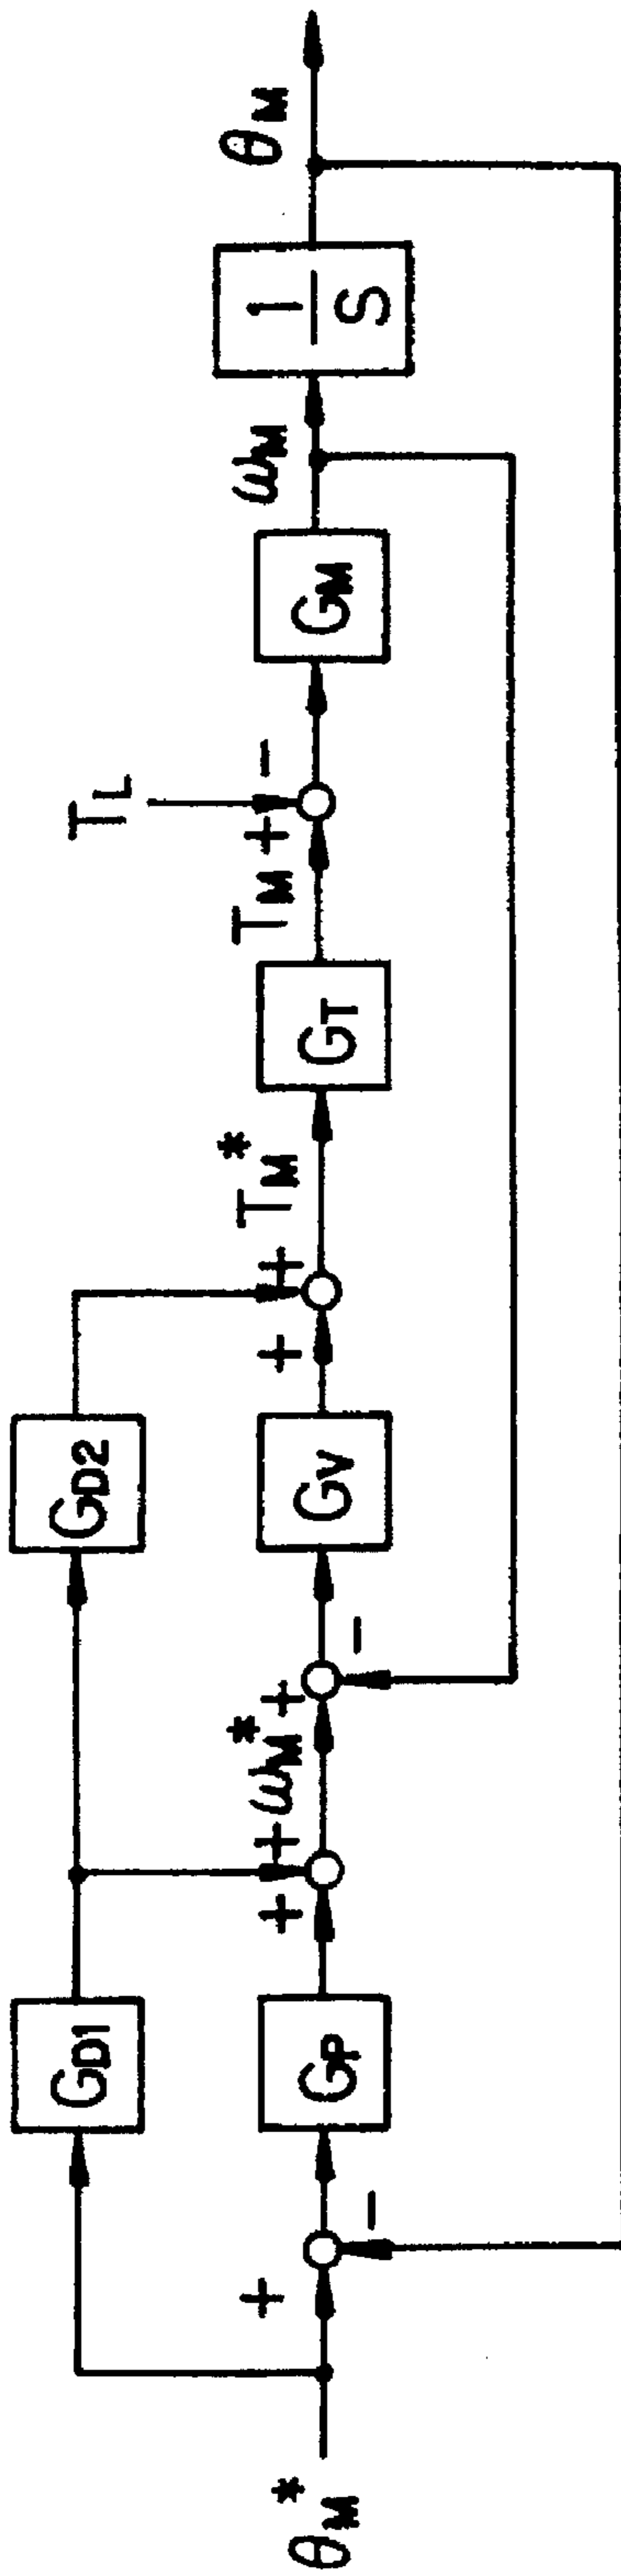 θM*
+
-
GD1
GP
+
+
ωM*
+
-
GD2
GV
+
+
TM*
GT
TM
+
TL
-
GM
ωM
1
S
θM